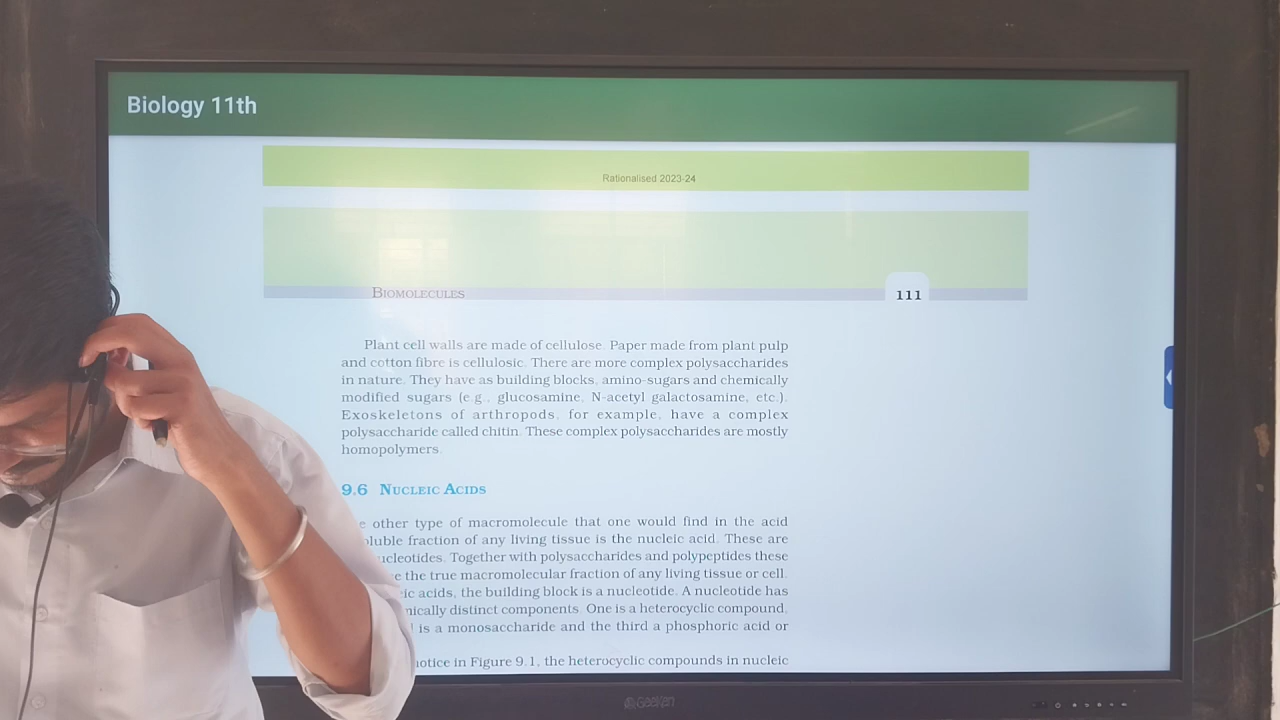 Biology 11th
Rationalised 2023-24
BIOMOLECULES
111
Plant cell walls are made of cellulose. Paper made from plant pulp
and cotton fibre is cellulosic. There are more complex polysaccharides
in nature. They have as building blocks, amino-sugars and chemically
modified sugars (e.g., glucosamine, N-acetyl galactosamine, etc.).
Exoskeletons of arthropods, for example, have a complex
polysaccharide called chitin. These complex polysaccharides are mostly
homopolymers.
9.6 NUCLEIC ACIDS
other type of macromolecule that one would find in the acid
fraction of any living tissue is the nucleic acid. These are
Together with polysaccharides and polypeptides these
the true macromolecular fraction of any living tissue or cell.
acids, the building block is a nucleotide. A nucleotide has
distinct components. One is a heterocyclic compound,
is a monosaccharide and the third a phosphoric acid or
notice in Figure 9.1, the heterocyclic compounds in nucleic